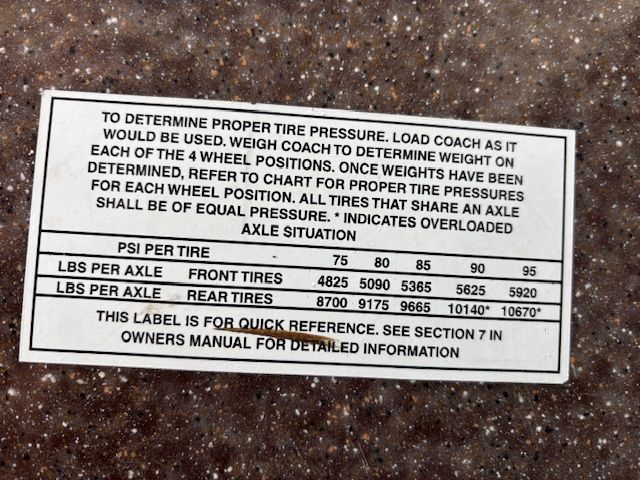 TO DETERMINE PROPER TIRE PRESSURE. LOAD COACH AS IT
WOULD BE USED. WEIGH COACH TO DETERMINE WEIGHT ON
EACH OF THE 4 WHEEL POSITIONS. ONCE WEIGHTS HAVE BEEN
DETERMINED, REFER TO CHART FOR PROPER TIRE PRESSURES
FOR EACH WHEEL POSITION. ALL TIRES THAT SHARE AN AXLE
SHALL BE OF EQUAL PRESSURE. * INDICATES OVERLOADED
AXLE SITUATION
PSI PER TIRE 75 80 85 90 95
LBS PER AXLE FRONT TIRES 4825 5090 5365 5625 5920
LBS PER AXLE REAR TIRES 8700 9175 9665 10140* 10670*
THIS LABEL IS FOR QUICK REFERENCE. SEE SECTION 7 IN
OWNERS MANUAL FOR DETAILED INFORMATION